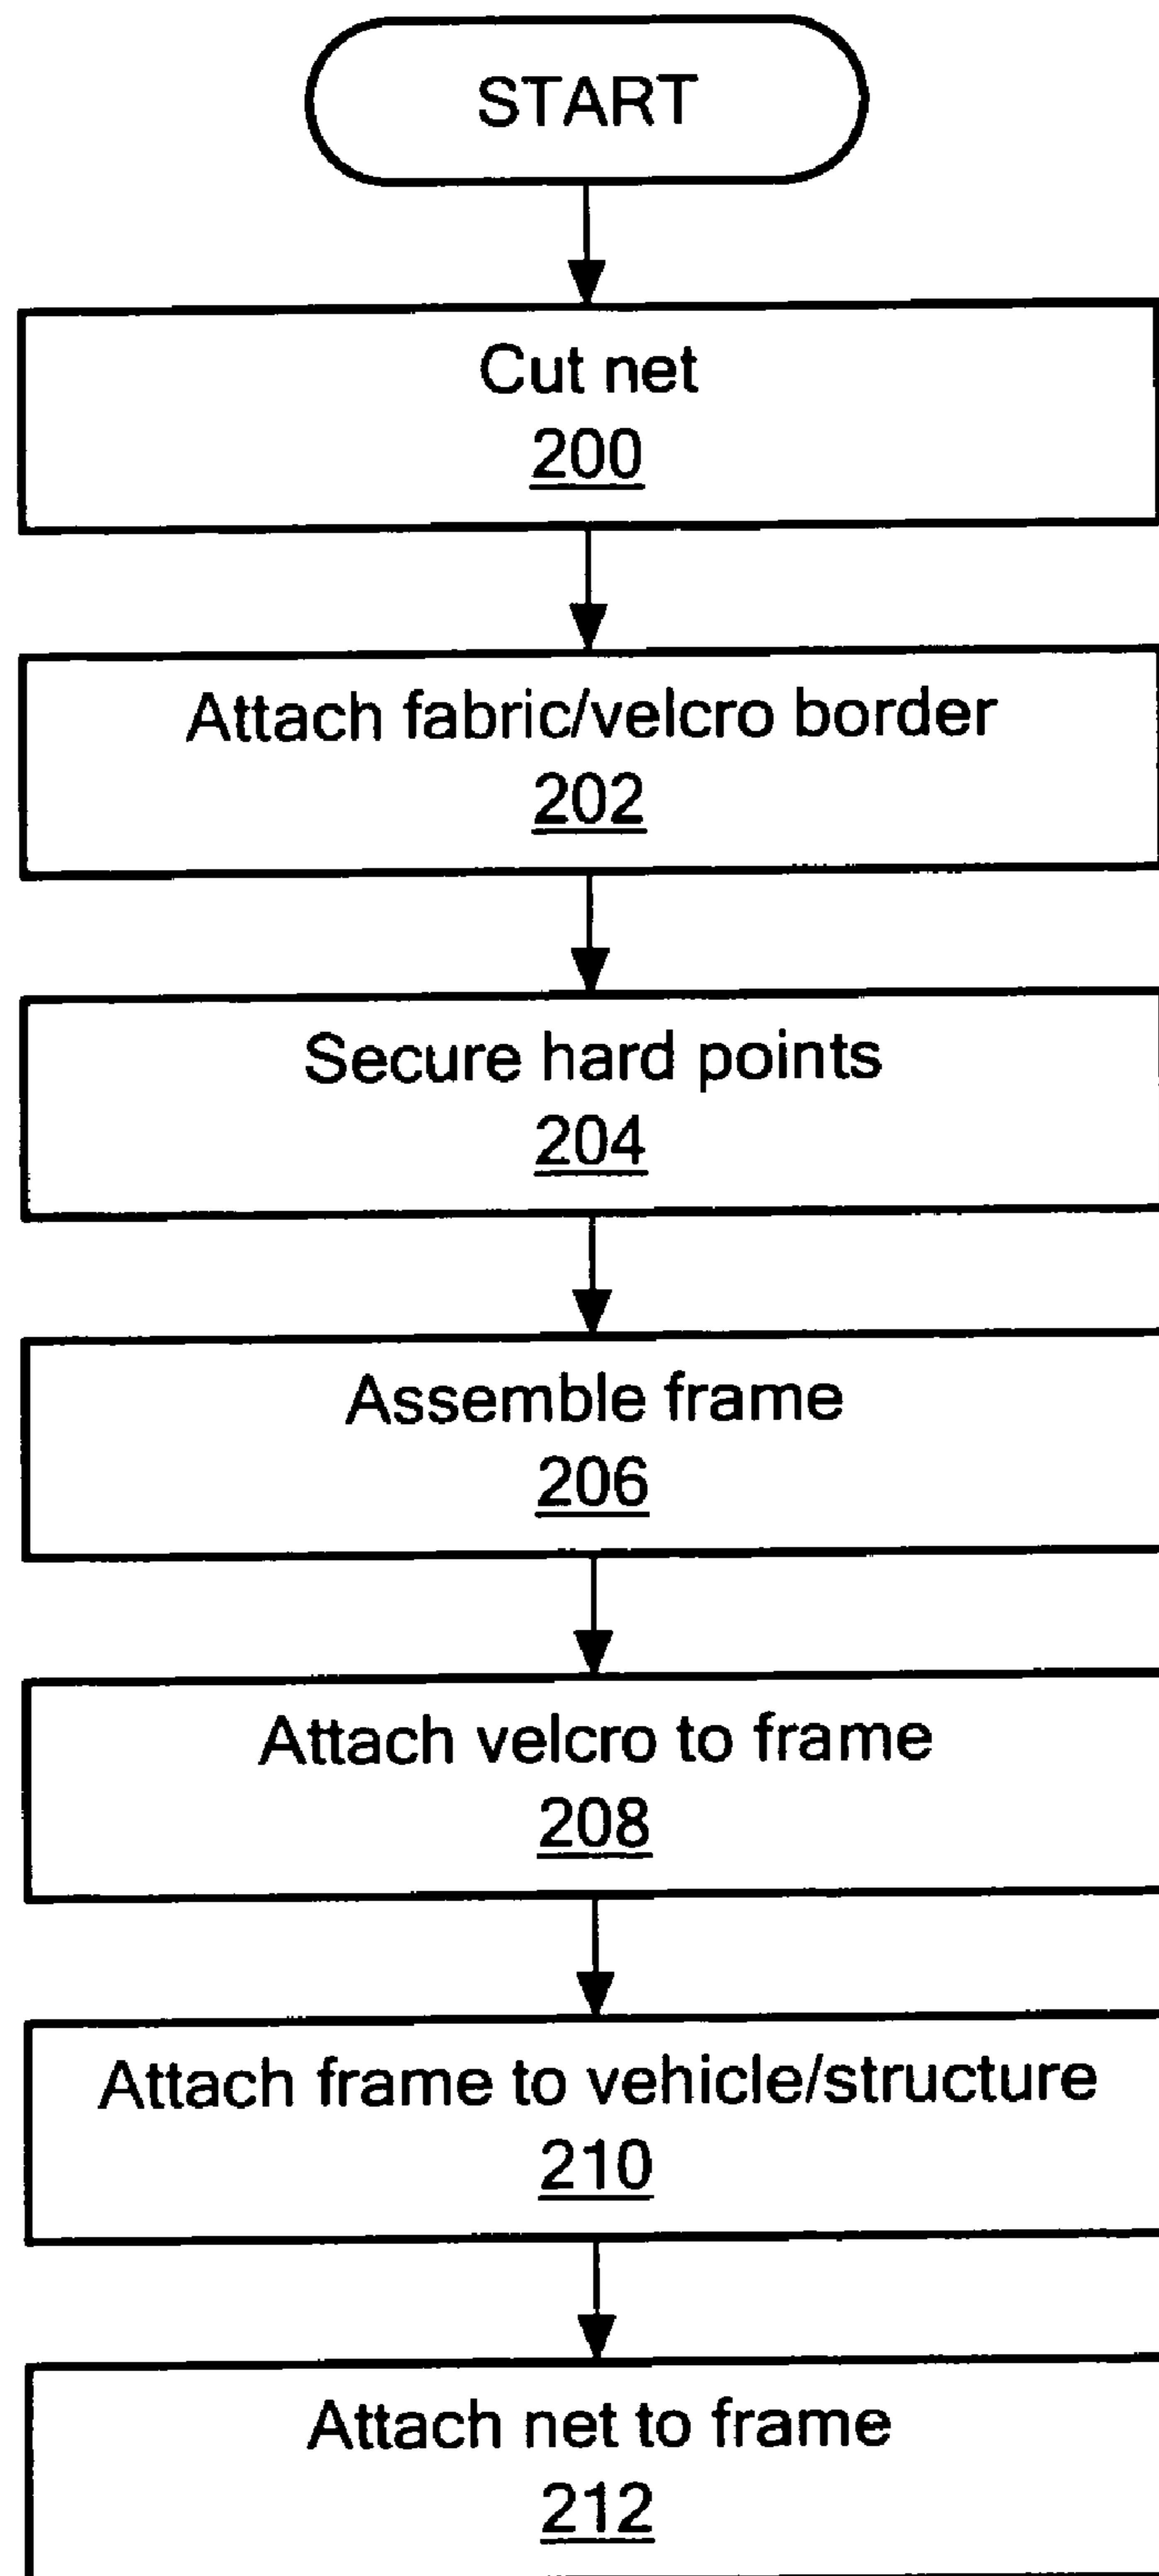 START
Cut net
200
Attach fabric/velcro border
202
Secure hard points
204
Assemble frame
206
Attach velcro to frame
208
Attach frame to vehicle/structure
210
Attach net to frame
212